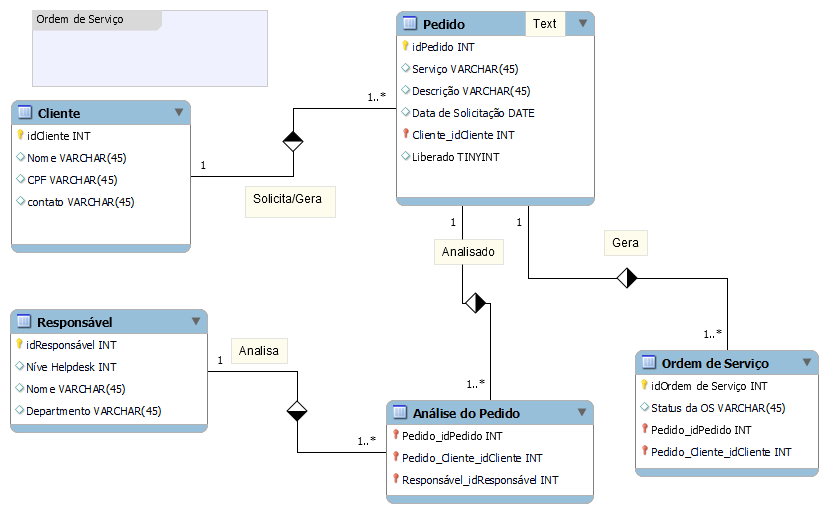 Ordem de Serviço
Pedido
Text
idPedido INT
Serviço VARCHAR(45)
Descrição VARCHAR(45)
Data de Solicitação DATE
Cliente_idCliente INT
Liberado TINYINT
1..*
Cliente
idCliente INT
Nome VARCHAR(45)
CPF VARCHAR(45)
contato VARCHAR(45)
1
Solicita/Gera
1
1
Analisado
Gera
Responsável
idResponsável INT
Níve Helpdesk INT
Nome VARCHAR(45)
Departmento VARCHAR(45)
1
Analisa
1..*
1..*
1..*
Ordem de Serviço
idOrdem de Serviço INT
Status da OS VARCHAR(45)
Pedido_idPedido INT
Pedido_Cliente_idCliente INT
Análise do Pedido
Pedido_idPedido INT
Pedido_Cliente_idCliente INT
Responsável_idResponsável INT